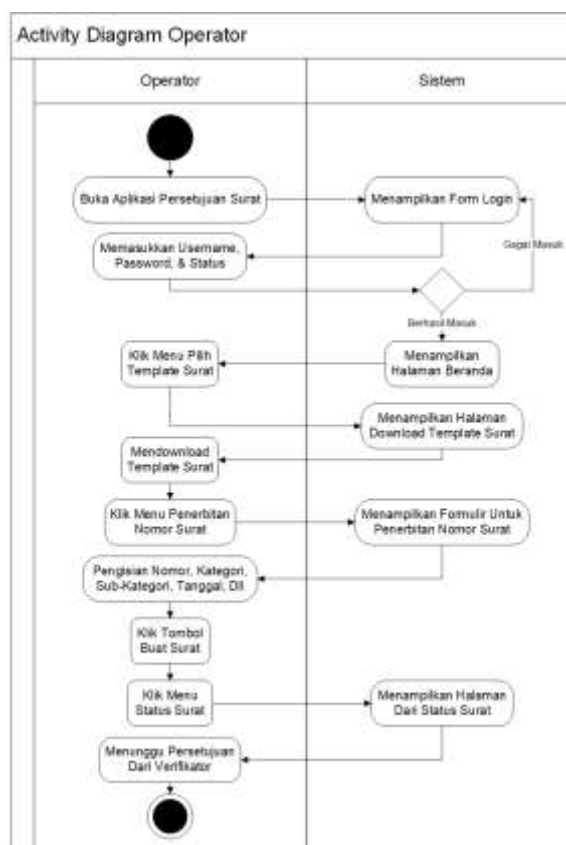 Activity Diagram Operator
Operator
Sistem
Buka Aplikasi Persetujuan Surat
Menampilkan Form Login
Memasukkan Username,
Password, & Status
Gagal Masuk
Berhasil Masuk
Klik Menu Pilih
Template Surat
Menampilkan
Halaman Beranda
Menampilkan Halaman
Download Template Surat
Mendownload
Template Surat
Klik Menu Penerbitan
Nomor Surat
Menampilkan Formulir Untuk
Penerbitan Nomor Surat
Pengisian Nomor, Kategori,
Sub-Kategori, Tanggal, Dll
Klik Tombol
Buat Surat
Klik Menu
Status Surat
Menampilkan Halaman
Dari Status Surat
Menunggu Persetujuan
Dari Verifikator